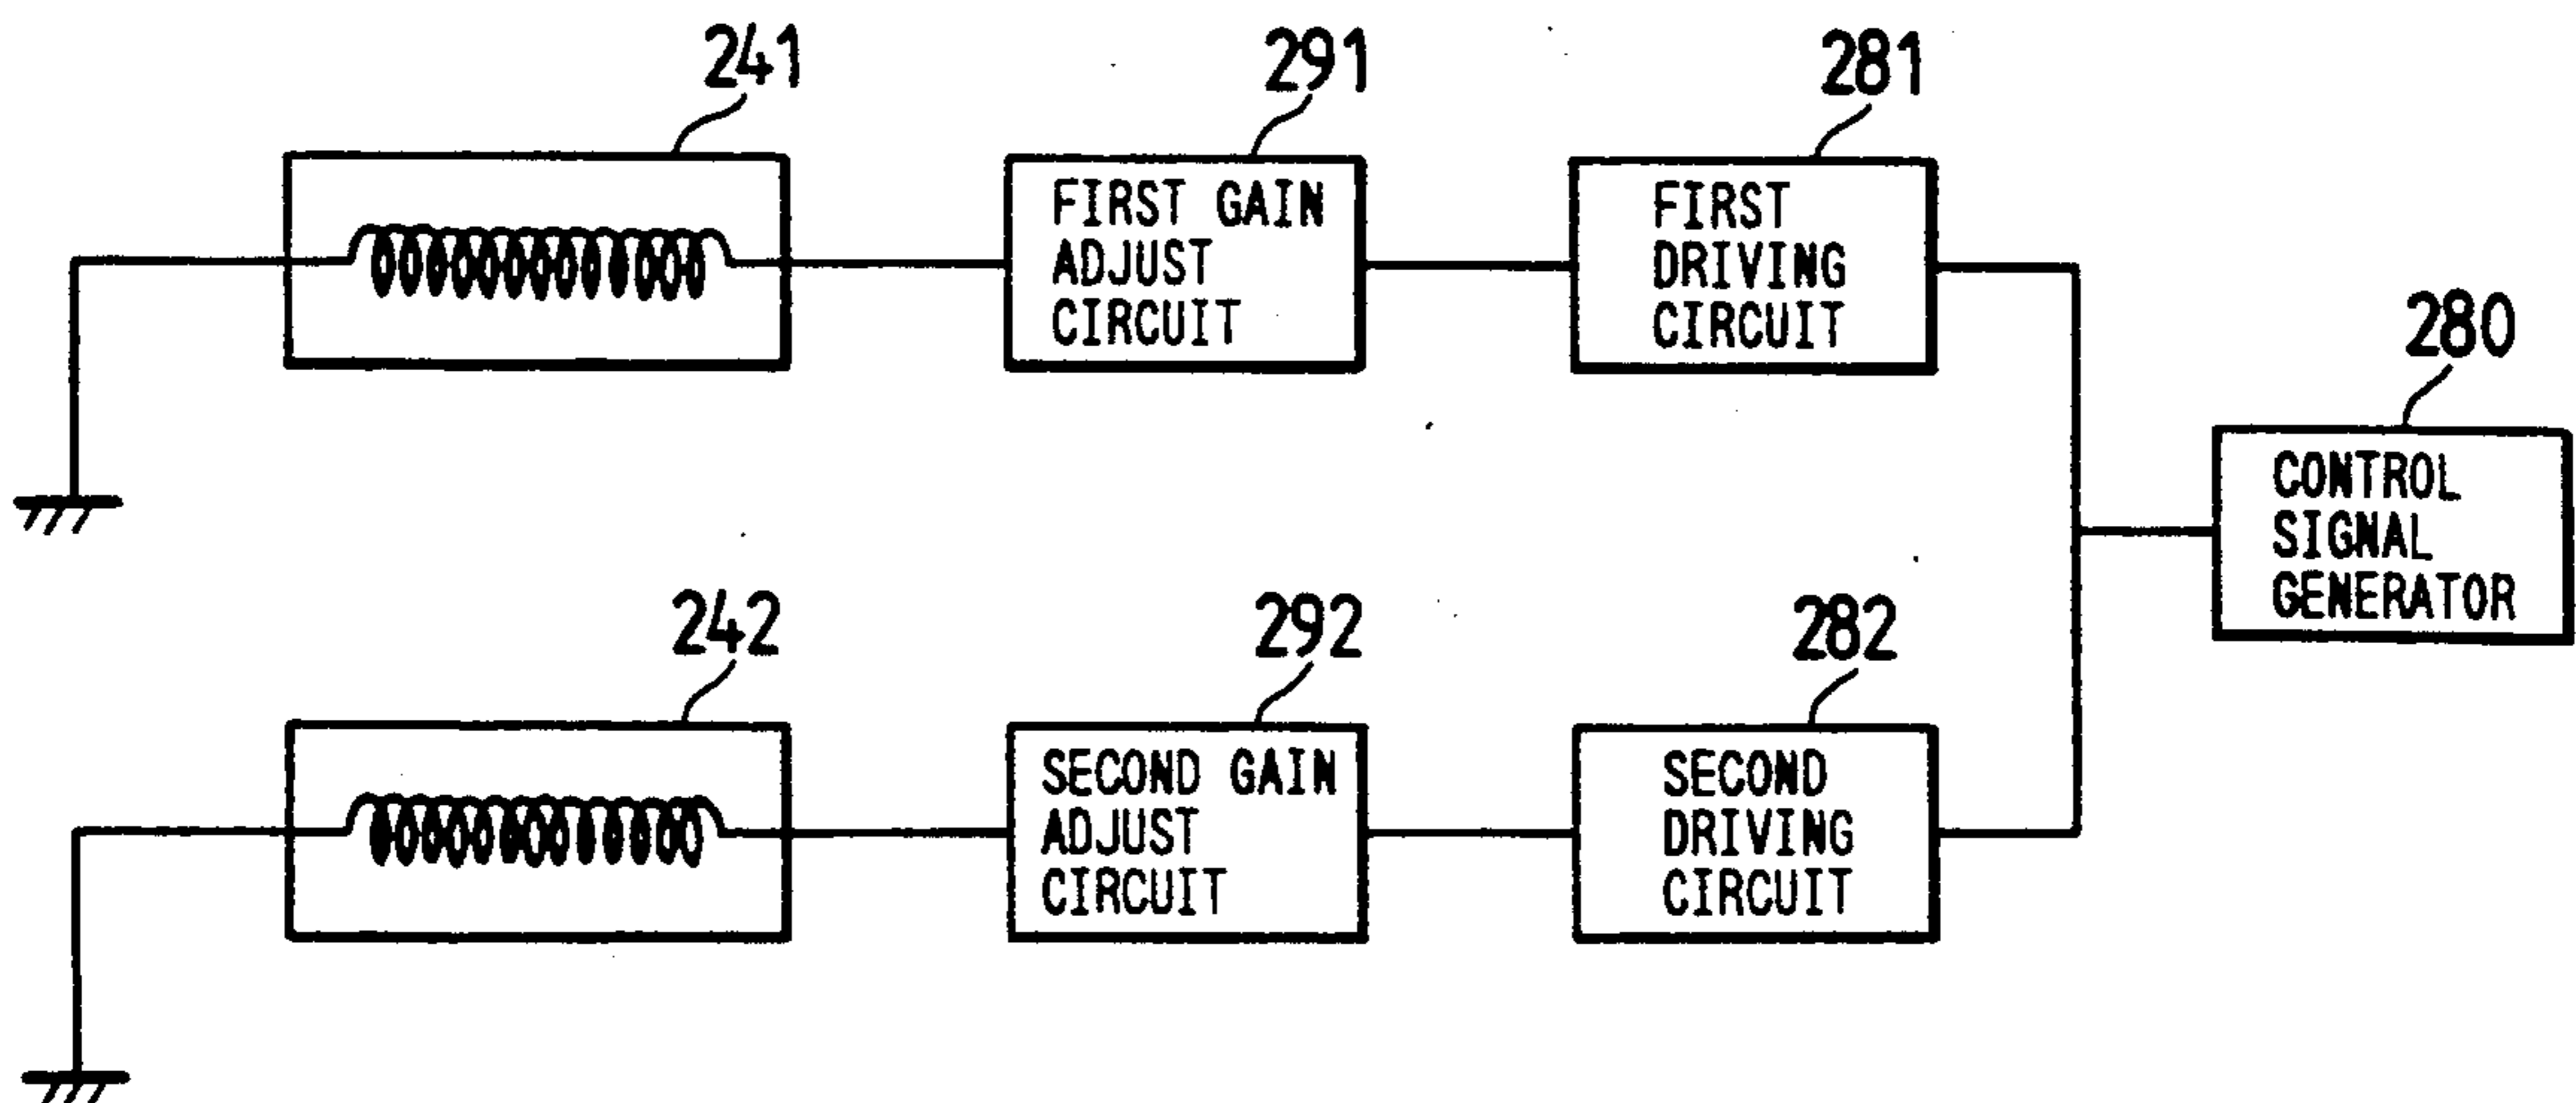 241
291
281
FIRST GAIN
ADJUST
CIRCUIT
FIRST
DRIVING
CIRCUIT
280
CONTROL
SIGNAL
GENERATOR
242
292
282
SECOND GAIN
ADJUST
CIRCUIT
SECOND
DRIVING
CIRCUIT